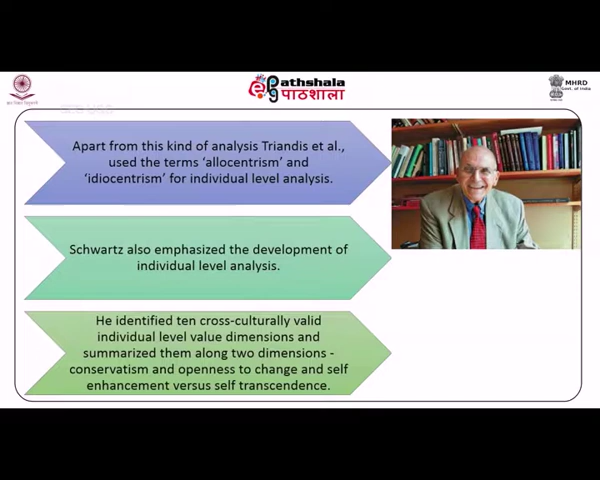 ePathshala
पाठशाला
MHRD
Govt. of India
Apart from this kind of analysis Triandis et al.,
used the terms ‘allocentrism’ and
‘idiocentrism’ for individual level analysis.
Schwartz also emphasized the development of
individual level analysis.
He identified ten cross-culturally valid
individual level value dimensions and
summarized them along two dimensions -
conservatism and openness to change and self
enhancement versus self transcendence.